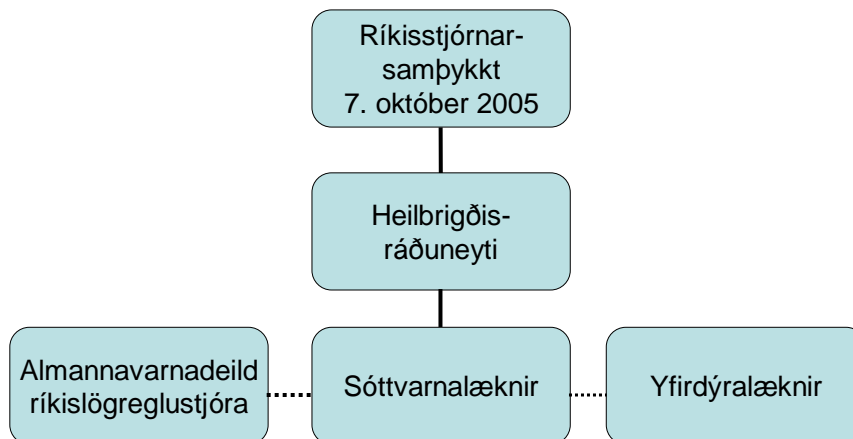 Ríkisstjórnar-
samþykkt
7. október 2005
Heilbrigðis-
ráðuneyti
Almannavarnadeild
ríkislögreglustjóra
Sóttvarnalæknir
Yfirdýralæknir